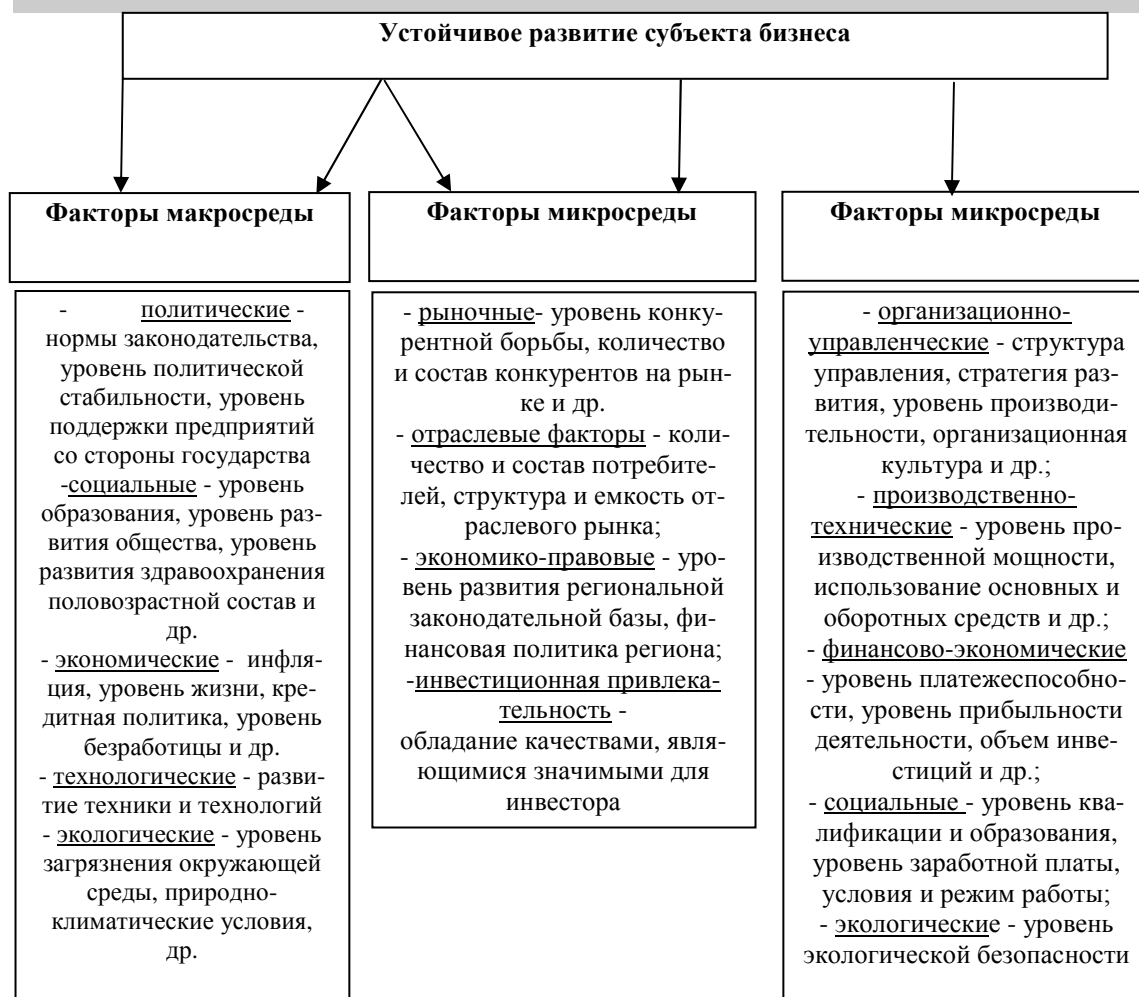 Устойчивое развитие субъекта бизнеса
Факторы макросреды
- политические -
нормы законодательства,
уровень политической
стабильности, уровень
поддержки предприятий
со стороны государства
-социальные - уровень
образования, уровень раз-
вития общества, уровень
развития здравоохранения
половозрастной состав и
др.
- экономические - инфля-
ция, уровень жизни, кре-
дитная политика, уровень
безработицы и др.
- технологические - разви-
тие техники и технологий
- экологические - уровень
загрязнения окружающей
среды, природно-
климатические условия,
др.
Факторы микросреды
- рыночные- уровень конку-
рентной борьбы, количество
и состав конкурентов на рын-
ке и др.
- отраслевые факторы - коли-
чество и состав потребите-
лей, структура и емкость от-
раслевого рынка;
- экономико-правовые - уро-
вень развития региональной
законодательной базы, фи-
нансовая политика региона;
-инвестиционная привлека-
тельность -
обладание качествами, явля-
ющимися значимыми для
инвестора
Факторы микросреды
- организационно-
управленческие - структура
управления, стратегия раз-
вития, уровень производи-
тельности, организационная
культура и др.;
- производственно-
технические - уровень про-
изводственной мощности,
использование основных и
оборотных средств и др.;
- финансово-экономические
- уровень платежеспособно-
сти, уровень прибыльности
деятельности, объем инве-
стиций и др.;
- социальные - уровень ква-
лификации и образования,
уровень заработной платы,
условия и режим работы;
- экологические - уровень
экологической безопасности